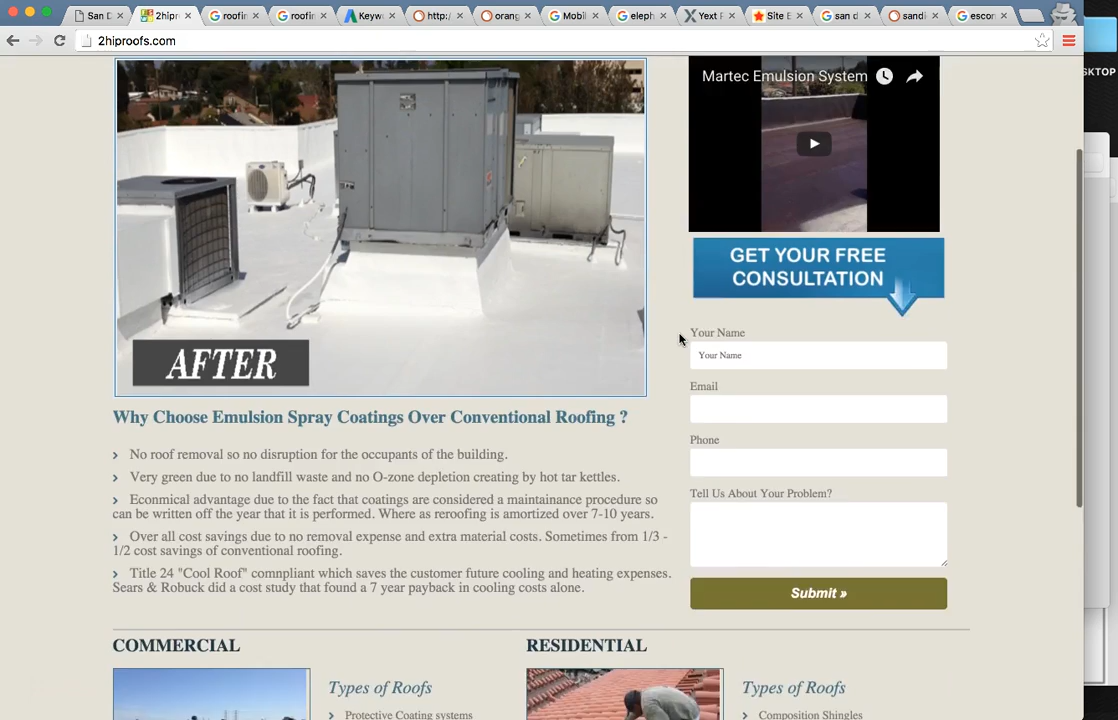 San D
2hipr
roofin
roofin
Keyw
http:/
orang
Mobil
eleph
Yext F
Site E
san d
sandi
escon
2hiproofs.com
SKTOP
Martec Emulsion System
GET YOUR FREE
CONSULTATION
AFTER
Your Name
Your Name
Email
Phone
Tell Us About Your Problem?
Submit »
Why Choose Emulsion Spray Coatings Over Conventional Roofing ?
No roof removal so no disruption for the occupants of the building.
Very green due to no landfill waste and no O-zone depletion creating by hot tar kettles.
Econmical advantage due to the fact that coatings are considered a maintainance procedure so
can be written off the year that it is performed. Where as reroofing is amortized over 7-10 years.
Over all cost savings due to no removal expense and extra material costs. Sometimes from 1/3 -
1/2 cost savings of conventional roofing.
Title 24 "Cool Roof" comnpliant which saves the customer future cooling and heating expenses.
Sears & Robuck did a cost study that found a 7 year payback in cooling costs alone.
COMMERCIAL
Types of Roofs
Protective Coating systems
RESIDENTIAL
Types of Roofs
Composition Shingles